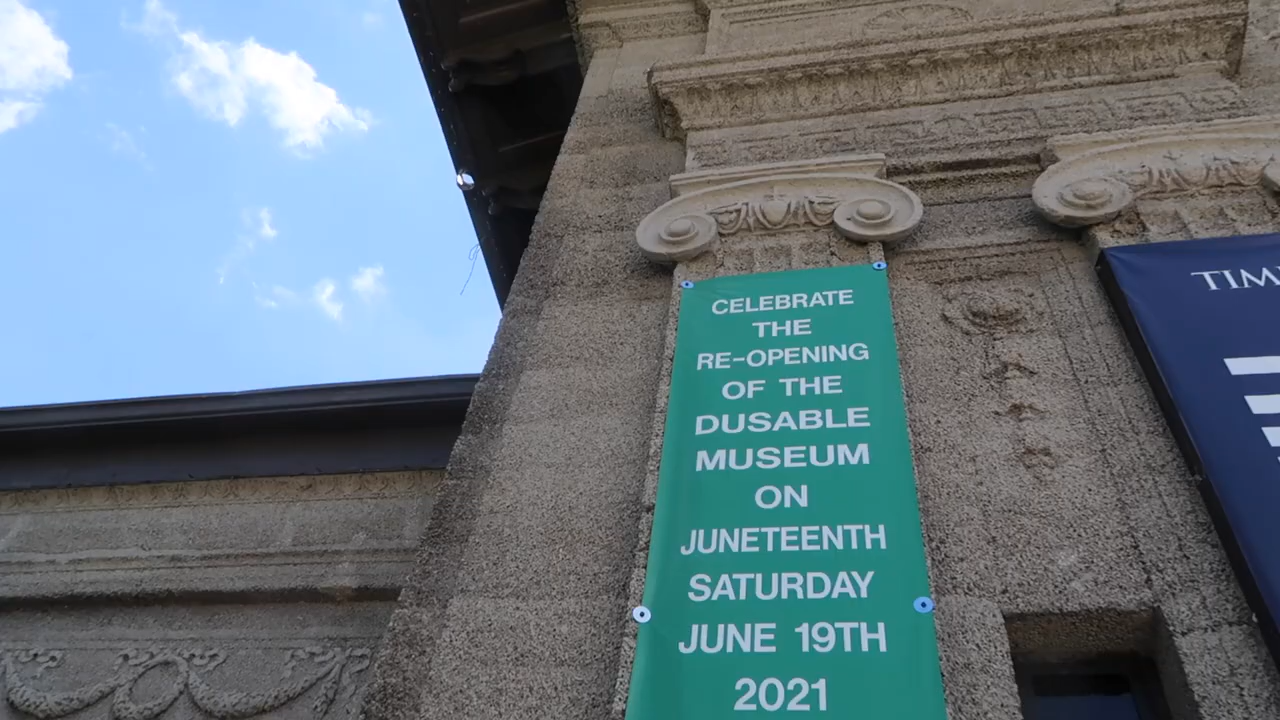 CELEBRATE
THE
RE-OPENING
OF THE
DUSABLE
MUSEUM
ON
JUNETEENTH
SATURDAY
JUNE 19TH
2021